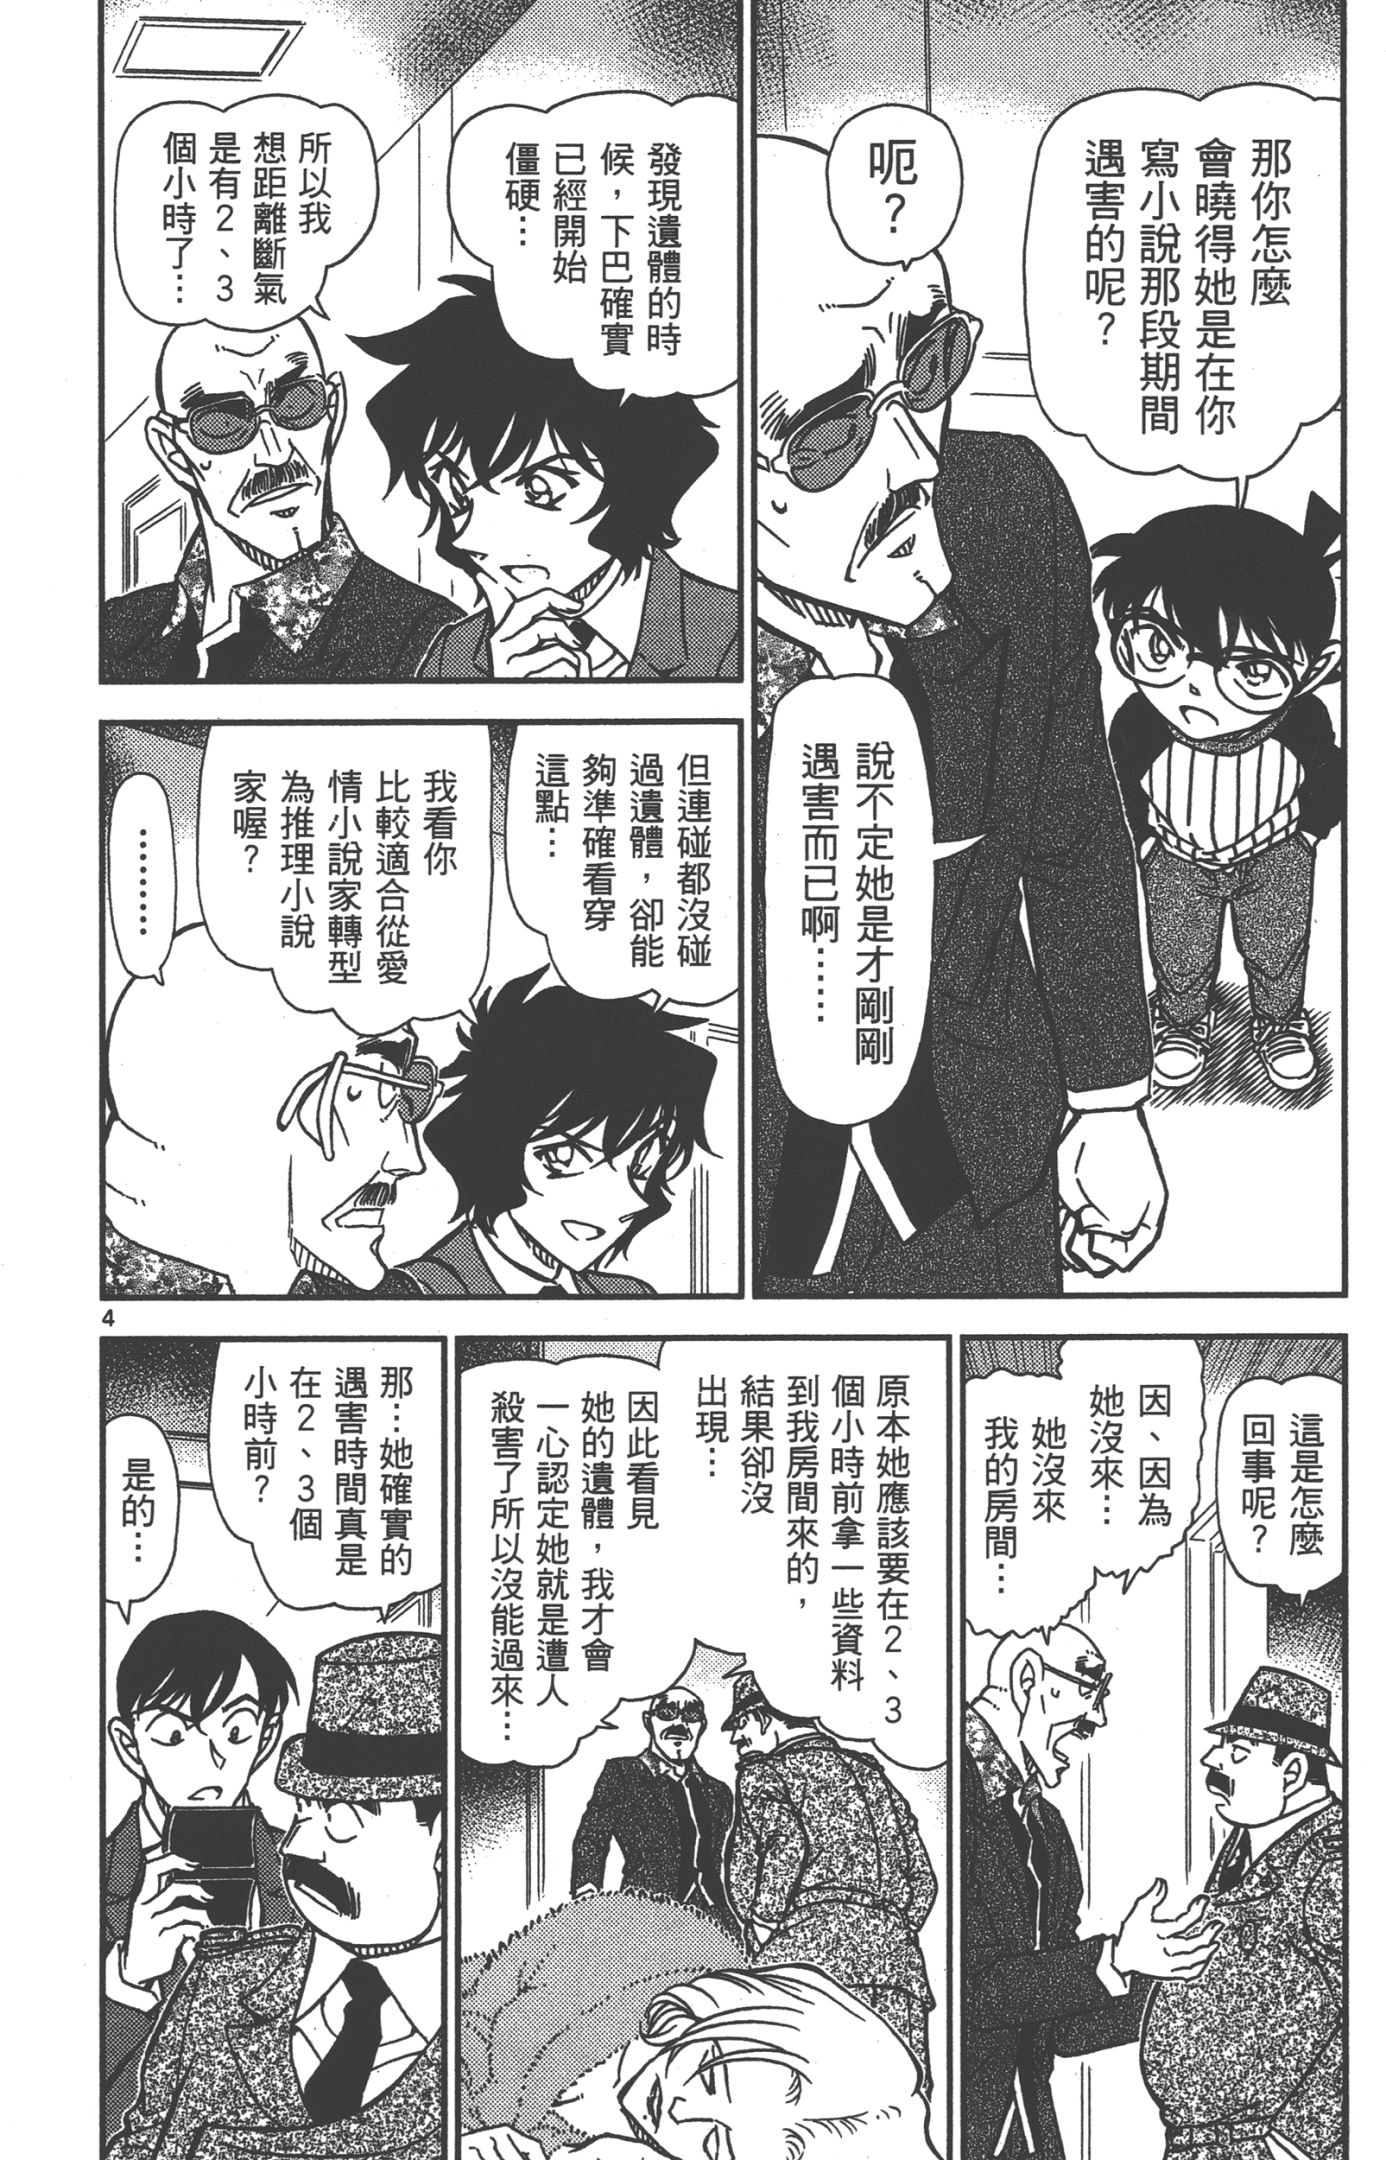 那你怎麼
會曉得她是在你
寫小說那段期間
遇害的呢?
呃?
說不定她是才剛剛
遇害而已啊……
發現遺體的時
候,下巴確實
已經開始
僵硬…
所以我
想距離斷氣
是有2、3
個小時了…
但連碰都沒碰
過遺體,卻能
夠準確看穿
這點…
我看你
比較適合從愛
情小說家轉型
為推理小說
家喔?
………
4
這是怎麼
回事呢?
因、因為
她沒來…
她沒來
我的房間…
原本她應該要在2、3
個小時前拿一些資料
到我房間來的,
結果卻沒
出現…
因此看見
她的遺體,我才會
一心認定她就是遭人
殺害了所以沒能過來…
那…她確實的
遇害時間真是
在2、3個
小時前?
是的…